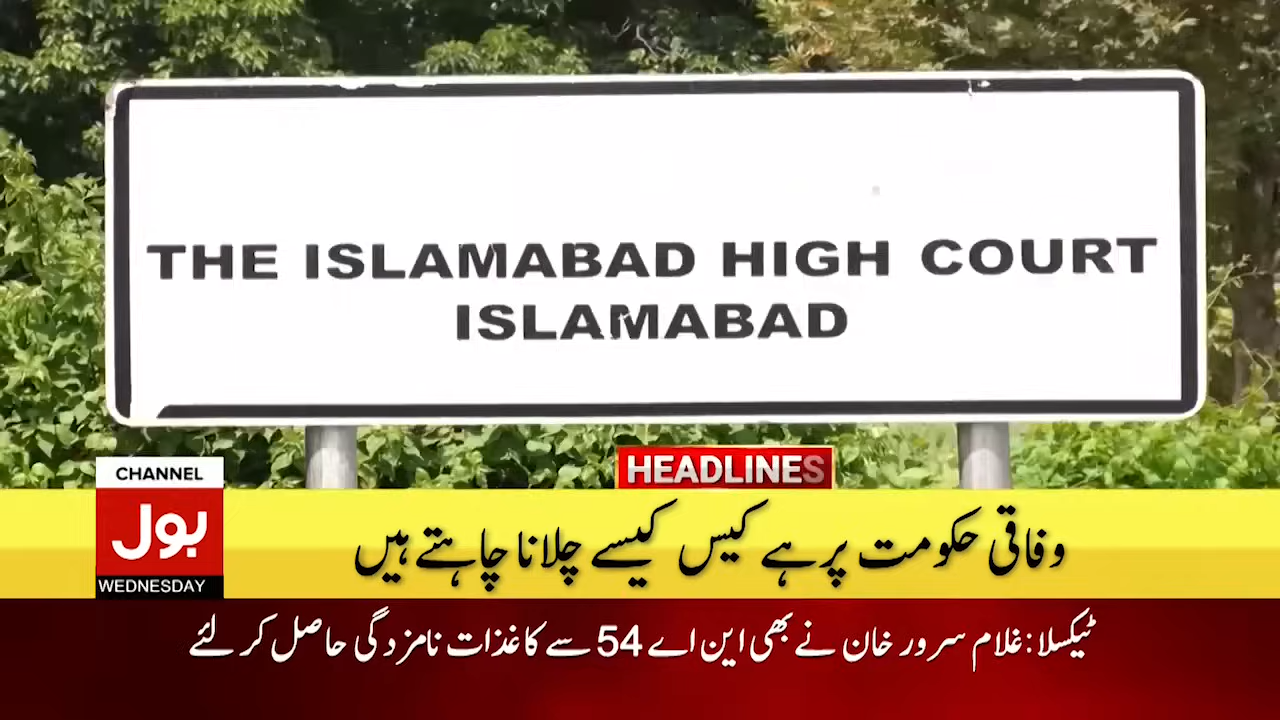 THE ISLAMABAD HIGH COURT
ISLAMABAD
HEADLINES
CHANNEL
بول
WEDNESDAY
وفاقی حکومت پر ہے کیس کیسے چلانا چاہتے ہیں
ٹیکسلا: غلام سرور خان نے بھی این اے 54 سے کاغذات نامزدگی حاصل کر لئے